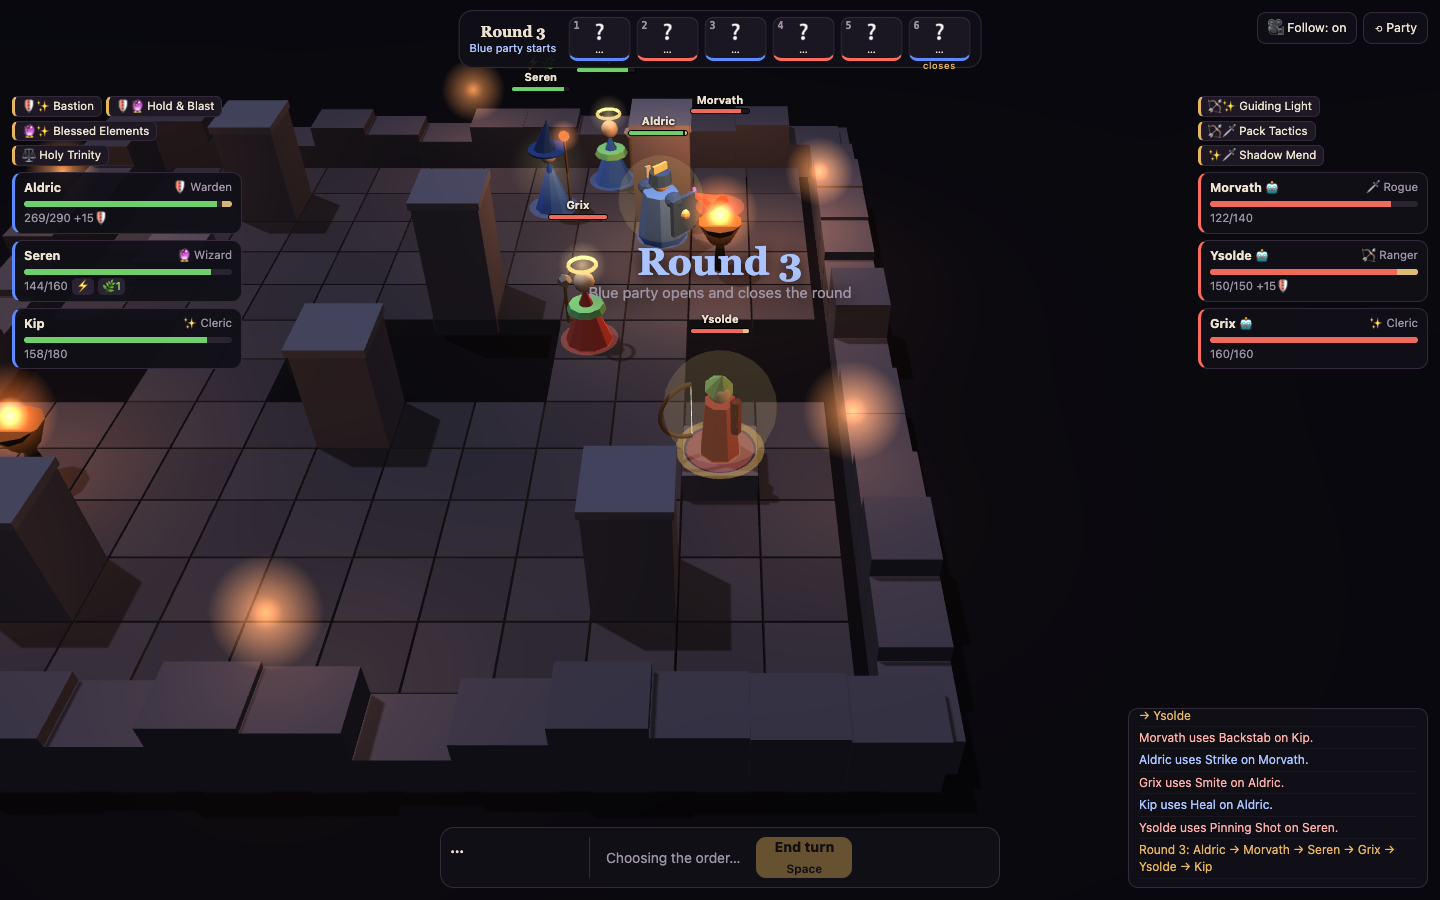 Round 3
Blue party starts
1
?
...
2
?
...
3
?
...
4
?
...
5
?
...
6
?
...
closes
Follow: on
Party
Bastion
Hold & Blast
Blessed Elements
Holy Trinity
Aldric
Warden
269/290 +15
Seren
Wizard
144/160
1
Kip
Cleric
158/180
Guiding Light
Pack Tactics
Shadow Mend
Morvath
Rogue
122/140
Ysolde
Ranger
150/150 +15
Grix
Cleric
160/160
Seren
Morvath
Aldric
Grix
Round 3
Blue party opens and closes the round
Ysolde
→ Ysolde
Morvath uses Backstab on Kip.
Aldric uses Strike on Morvath.
Grix uses Smite on Aldric.
Kip uses Heal on Aldric.
Ysolde uses Pinning Shot on Seren.
Round 3: Aldric → Morvath → Seren → Grix →
Ysolde → Kip
...
Choosing the order...
End turn
Space